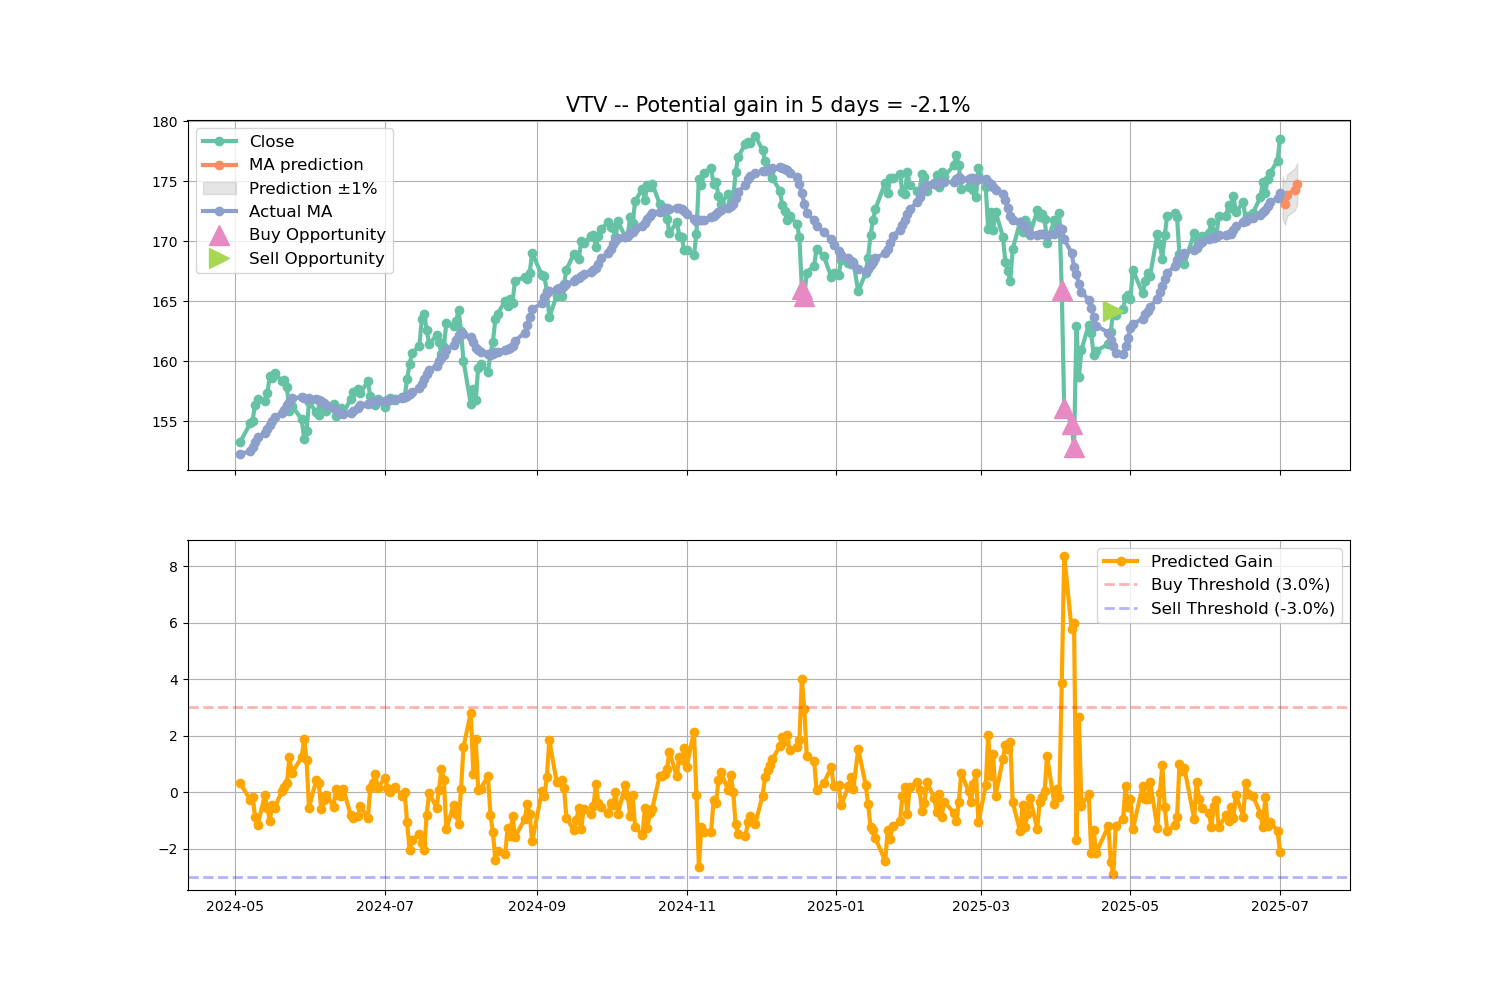 VTV -- Potential gain in 5 days = -2.1%
180
175
170
165
160
155
Close
MA prediction
Prediction ±1%
Actual MA
Buy Opportunity
Sell Opportunity
8
6
4
2
0
−2
Predicted Gain
Buy Threshold (3.0%)
Sell Threshold (-3.0%)
2024-05
2024-07
2024-09
2024-11
2025-01
2025-03
2025-05
2025-07